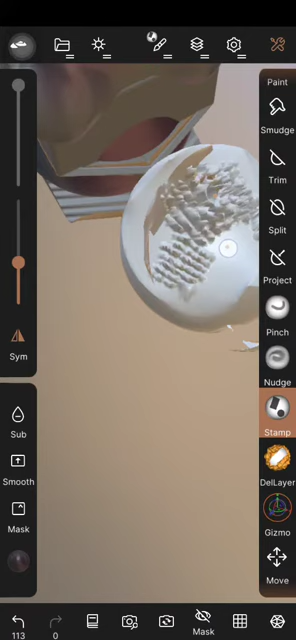 Paint
Smudge
Trim
Split
Project
Pinch
Nudge
Stamp
DelLayer
Gizmo
Move
Sym
Sub
Smooth
Mask
113
0
Mask